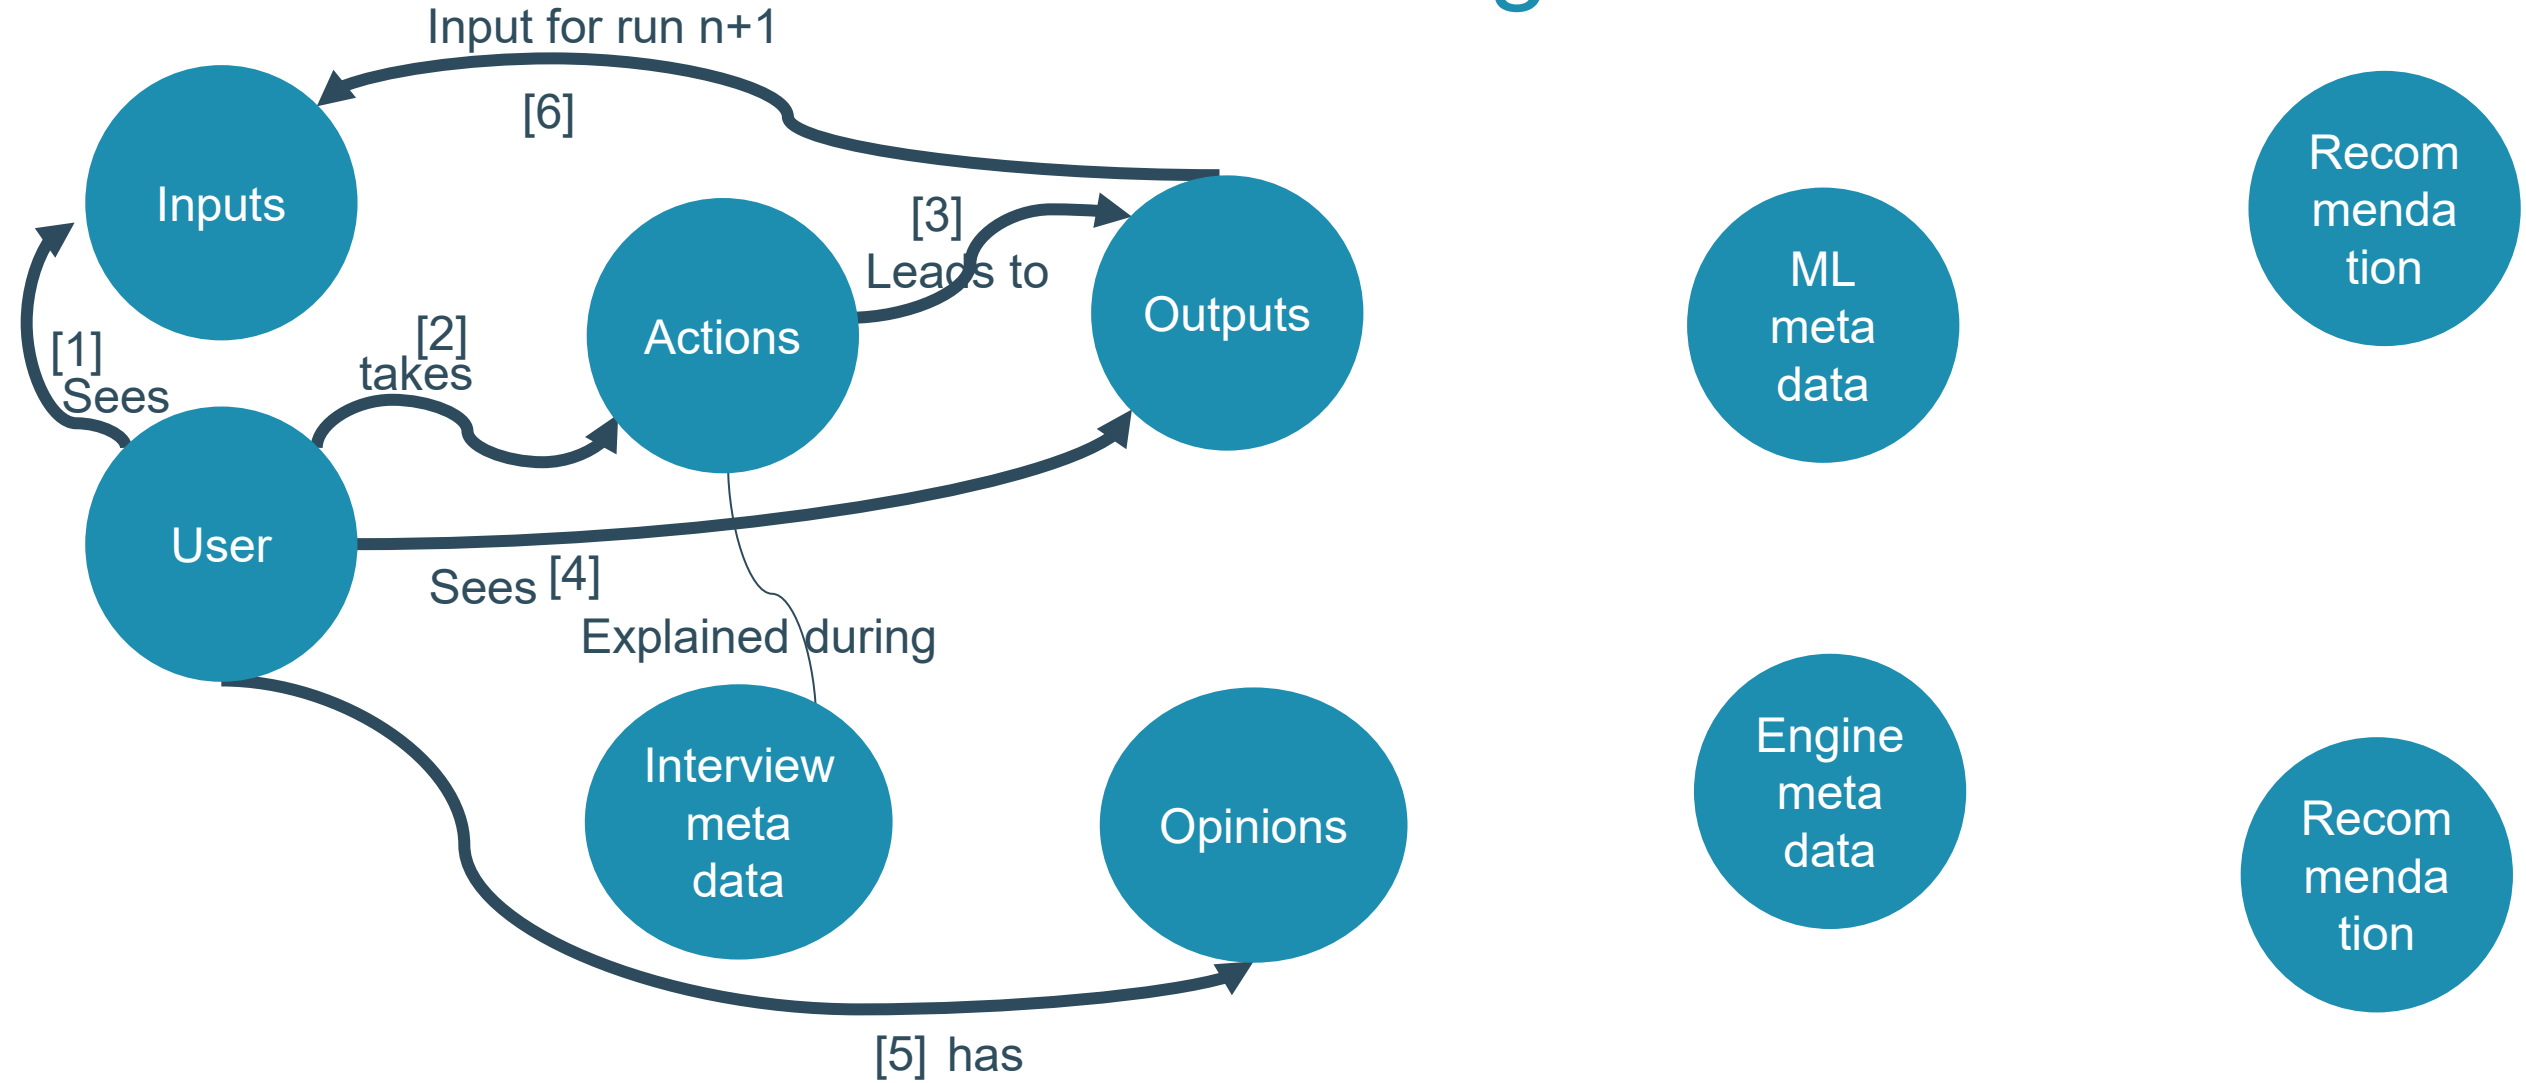 g
Input for run n+1
[6]
Inputs
[3]
Leads to
Actions
Outputs
[1]
Sees
[2]
takes
User
Sees [4]
Explained during
Interview
meta
data
Opinions
[5] has
ML
meta
data
Recom
menda
tion
Engine
meta
data
Recom
menda
tion